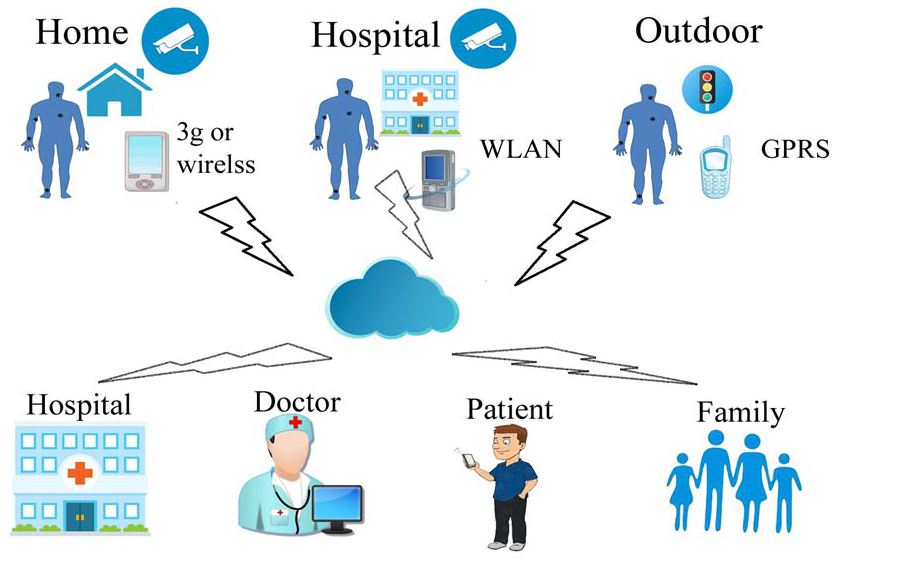 Home
Hospital
Outdoor
3g or
wirelss
WLAN
GPRS
Hospital
Doctor
Patient
Family